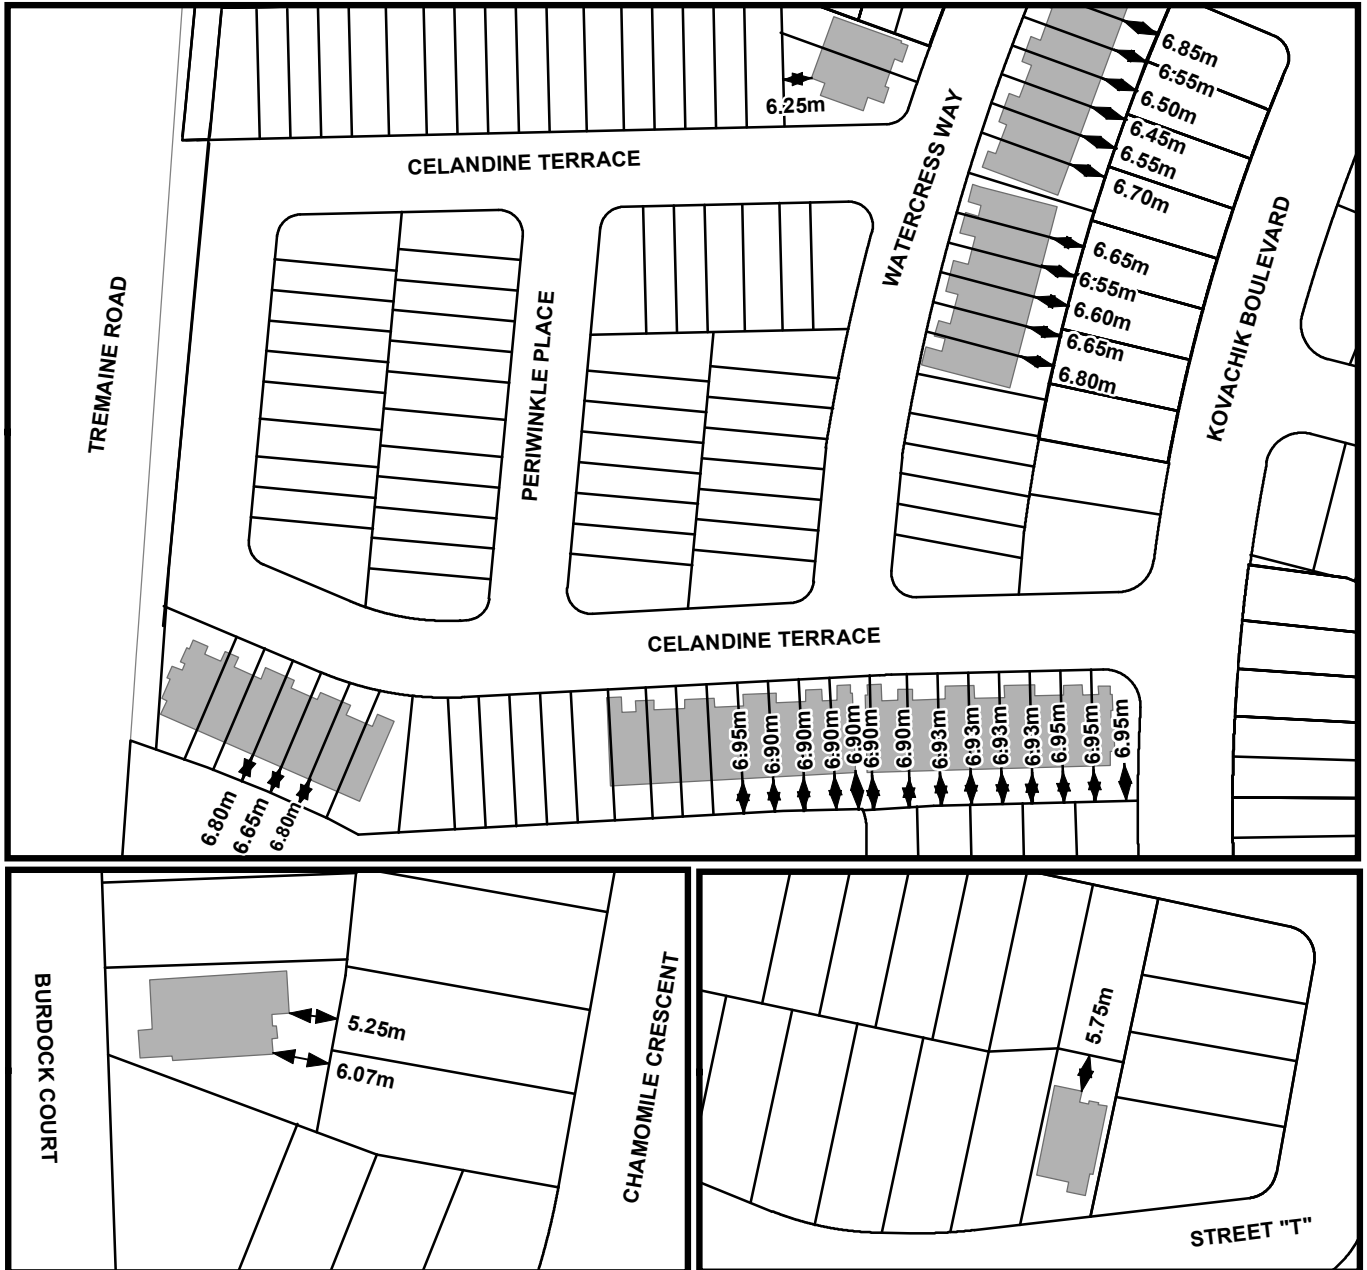 6.85m
6.55m
6.50m
6.45m
6.55m
6.70m
6.25m
CELANDINE TERRACE
WATERCRESS WAY
KOVACHIK BOULEVARD
6.65m
6.55m
6.60m
6.65m
6.80m
TREMAINE ROAD
PERIWINKLE PLACE
CELANDINE TERRACE
6.80m
6.65m
6.80m
6.95m
6.90m
6.90m
6.90m
6.90m
6.90m
6.90m
6.93m
6.93m
6.93m
6.93m
6.95m
6.95m
6.95m
BURDOCK COURT
5.25m
6.07m
CHAMOMILE CRESCENT
5.75m
STREET "T"